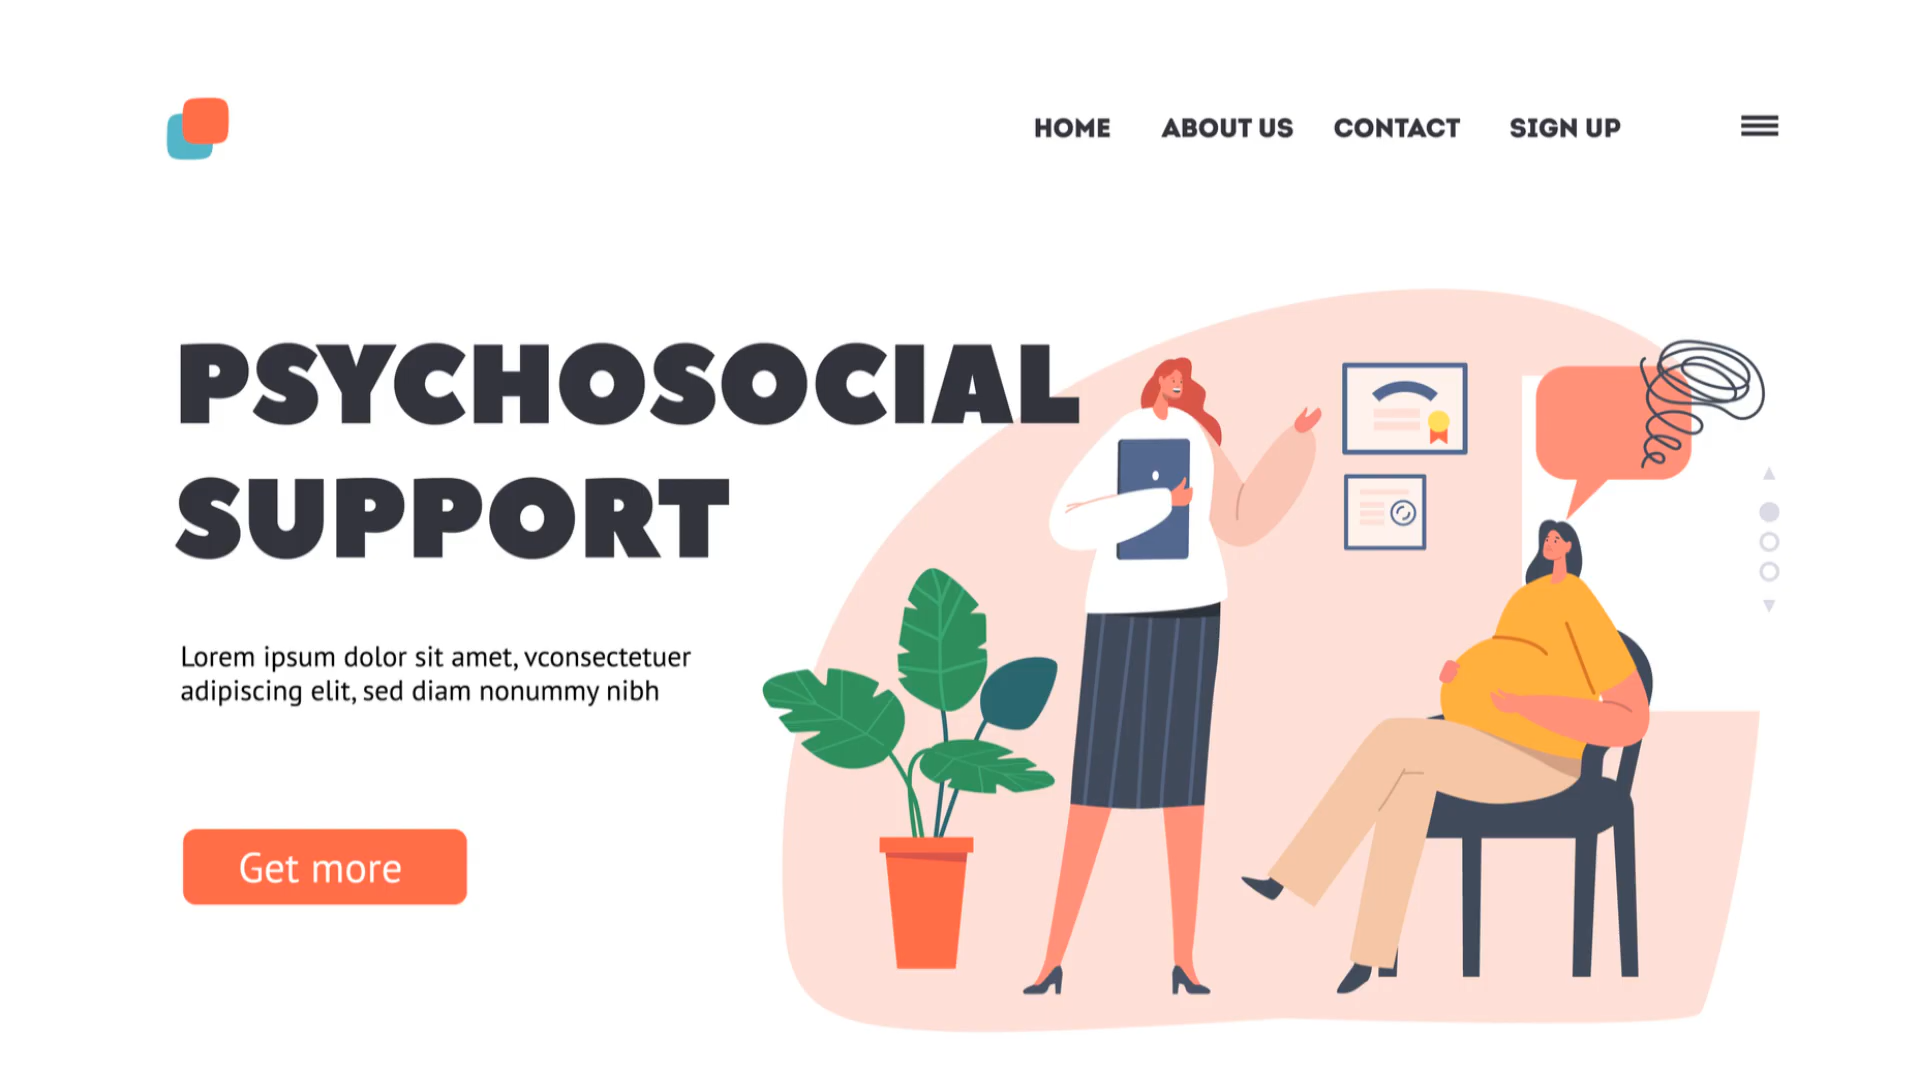 HOME ABOUT US CONTACT SIGN UP
PSYCHOSOCIAL
SUPPORT
Lorem ipsum dolor sit amet, vconsectetuer
adipiscing elit, sed diam nonummy nibh
Get more